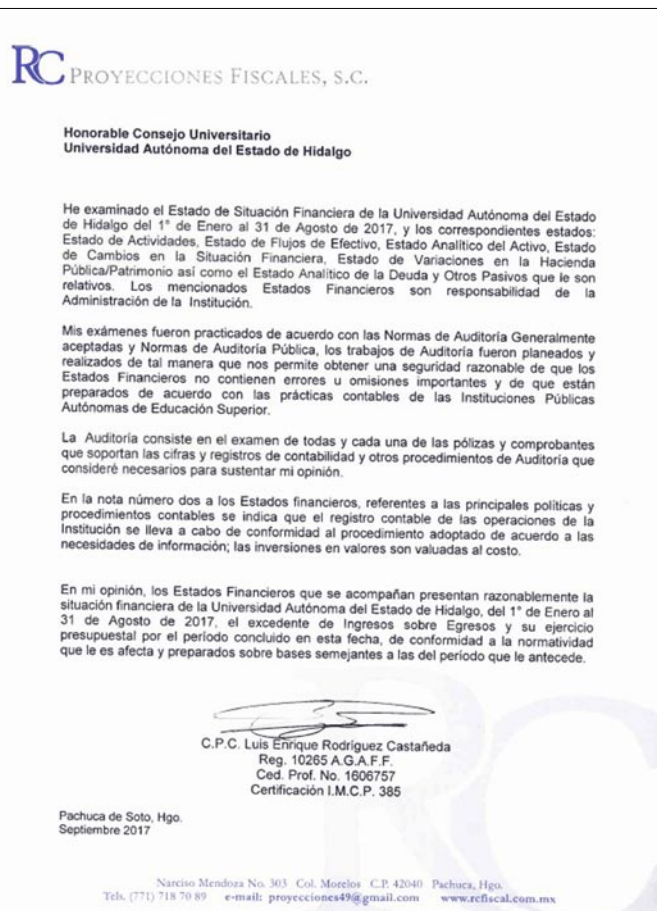 RC PROYECCIONES FISCALES, S.C.
Honorable Consejo Universitario
Universidad Autónoma del Estado de Hidalgo
He examinado el Estado de Situación Financiera de la Universidad Autónoma del Estado
de Hidalgo del 1° de Enero al 31 de Agosto de 2017, y los correspondientes estados:
Estado de Actividades, Estado de Flujos de Efectivo, Estado Analítico del Activo, Estado
de Cambios en la Situación Financiera, Estado de Variaciones en la Hacienda
Pública/Patrimonio así como el Estado Analítico de la Deuda y Otros Pasivos que le son
relativos. Los mencionados Estados Financieros son responsabilidad de la
Administración de la Institución.
Mis exámenes fueron practicados de acuerdo con las Normas de Auditoría Generalmente
aceptadas y Normas de Auditoría Pública, los trabajos de Auditoría fueron planeados y
realizados de tal manera que nos permite obtener una seguridad razonable de que los
Estados Financieros no contienen errores u omisiones importantes y de que están
preparados de acuerdo con las prácticas contables de las Instituciones Públicas
Autónomas de Educación Superior.
La Auditoría consiste en el examen de todas y cada una de las pólizas y comprobantes
que soportan las cifras y registros de contabilidad y otros procedimientos de Auditoría que
consideré necesarios para sustentar mi opinión.
En la nota número dos a los Estados financieros, referentes a las principales políticas y
procedimientos contables se indica que el registro contable de las operaciones de la
Institución se lleva a cabo de conformidad al procedimiento adoptado de acuerdo a las
necesidades de información; las inversiones en valores son valuadas al costo.
En mi opinión, los Estados Financieros que se acompañan presentan razonablemente la
situación financiera de la Universidad Autónoma del Estado de Hidalgo, del 1° de Enero al
31 de Agosto de 2017, el excedente de Ingresos sobre Egresos y su ejercicio
presupuestal por el período concluido en esta fecha, de conformidad a la normatividad
que le es afecta y preparados sobre bases semejantes a las del período que le antecede.
C.P.C. Luis Enrique Rodríguez Castañeda
Reg. 10265 A.G.A.F.F.
Ced. Prof. No. 1606757
Certificación I.M.C.P. 385
Pachuca de Soto, Hgo.
Septiembre 2017
Narciso Mendoza No. 303 Col. Morelos C.P. 42040 Pachuca, Hgo.
Tels. (771) 718 70 89 e-mail: proyecciones49@gmail.com www.rcfiscal.com.mx